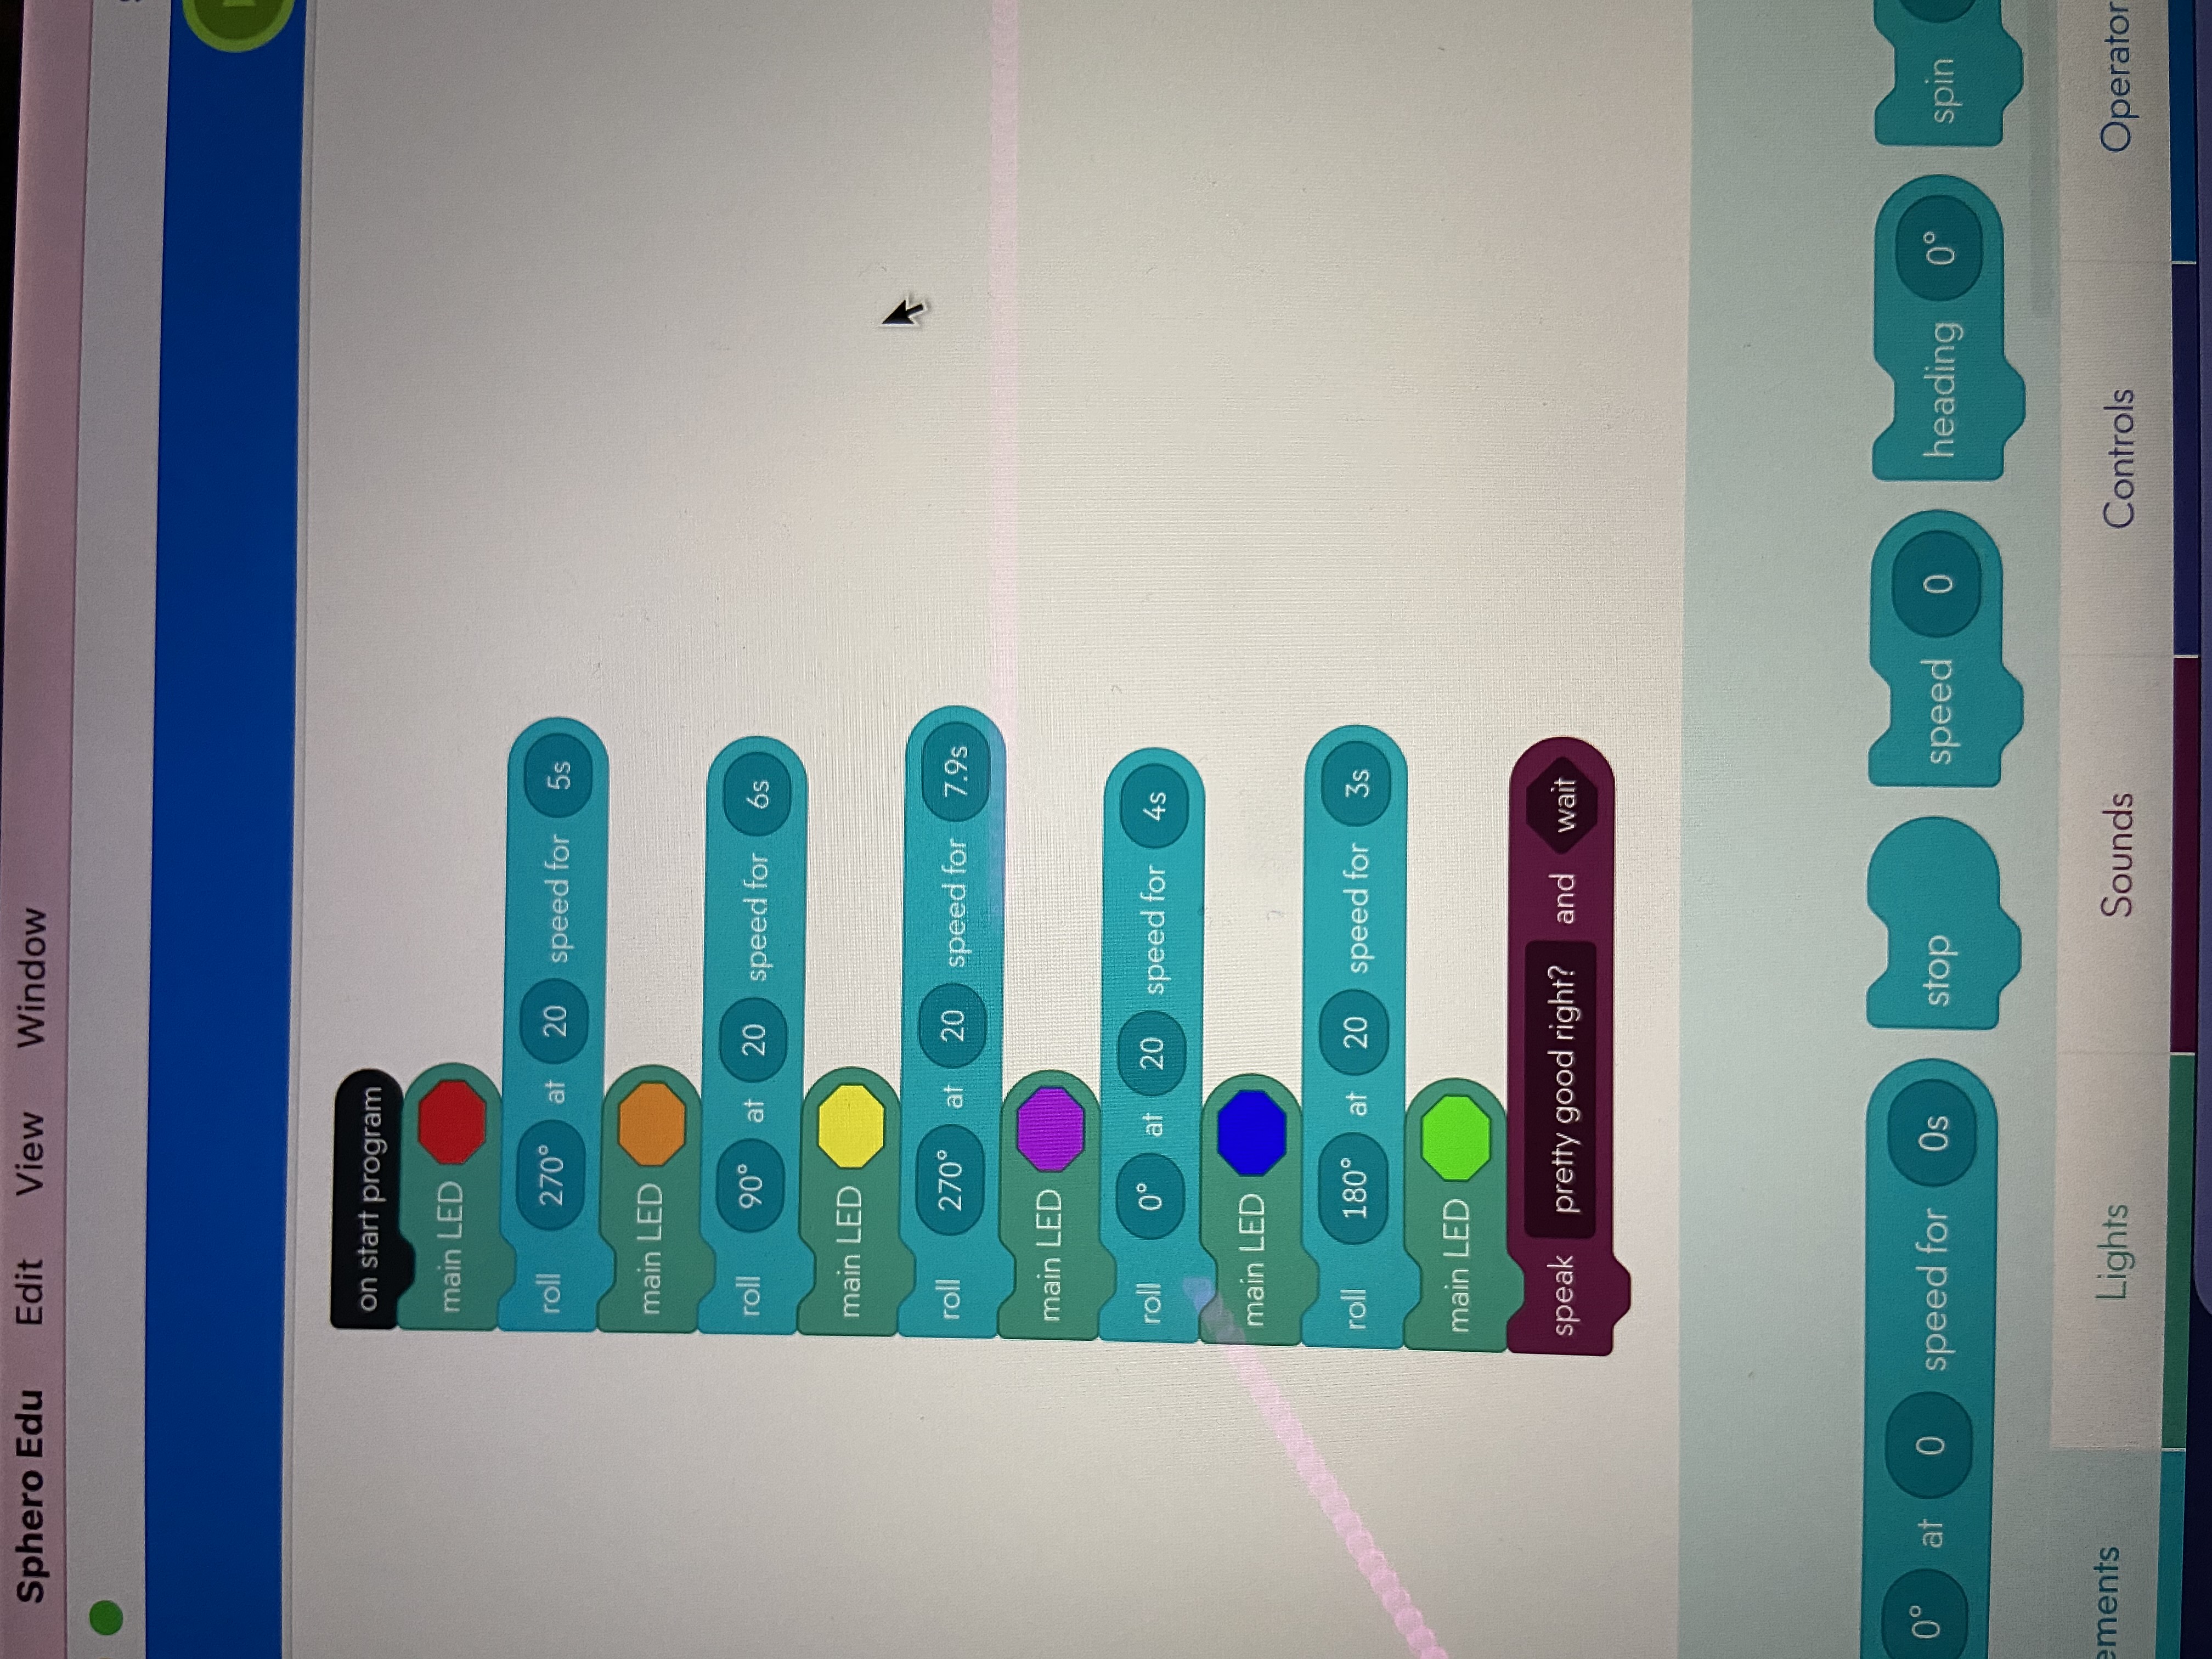 Sphero Edu Edit View Window
on start program
main LED
roll 270° at 20 speed for 5s
main LED
roll 90° at 20 speed for 6s
main LED
roll 270° at 20 speed for 7.9s
main LED
roll 0° at 20 speed for 4s
main LED
roll 180° at 20 speed for 3s
main LED
speak pretty good right? and wait
0° at 0 speed for 0s stop speed 0 heading 0° spin
ements Lights Sounds Controls Operator